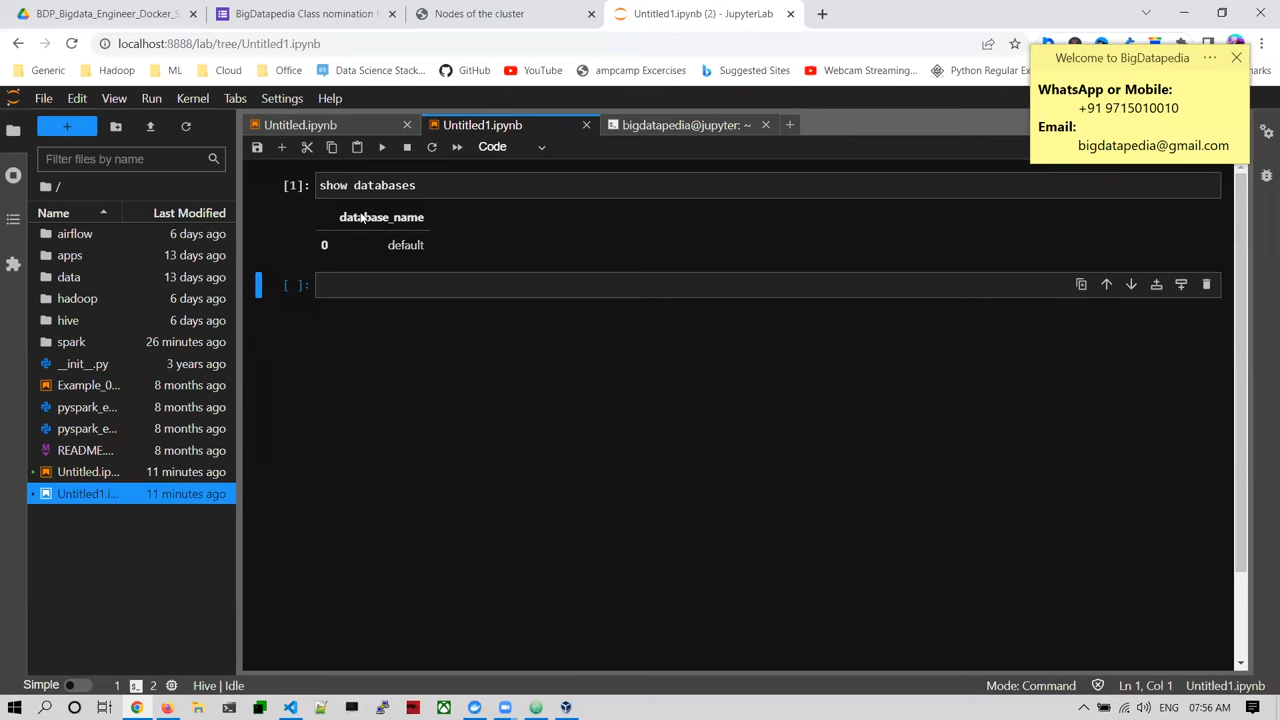 BDP_Bigdata_Engineer_Docker_S
BigDatapedia Class nomination f
Nodes of the cluster
Untitled1.ipynb (2) - JupyterLab
localhost:8888/lab/tree/Untitled1.ipynb
Generic
Hadoop
ML
Cloud
Office
Data Science Stack...
GitHub
YouTube
ampcamp Excercises
Suggested Sites
Webcam Streaming...
Python Regular Ex
Welcome to BigDatapedia
WhatsApp or Mobile:
+91 9715010010
Email:
bigdatapedia@gmail.com
File
Edit
View
Run
Kernel
Tabs
Settings
Help
Untitled.ipynb
Untitled1.ipynb
bigdatapedia@jupyter: ~
Code
Filter files by name
/
Name
Last Modified
airflow 6 days ago
apps 13 days ago
data 13 days ago
hadoop 6 days ago
hive 6 days ago
spark 26 minutes ago
__init__.py 3 years ago
Example_0... 8 months ago
pyspark_e... 8 months ago
pyspark_e... 8 months ago
README.... 8 months ago
Untitled.ip... 11 minutes ago
Untitled1.i... 11 minutes ago
[1]: show databases
database_name
0 default
[ ]:
Simple
1
2
Hive | Idle
Mode: Command
Ln 1, Col 1
Untitled1.ipynb
07:56 AM